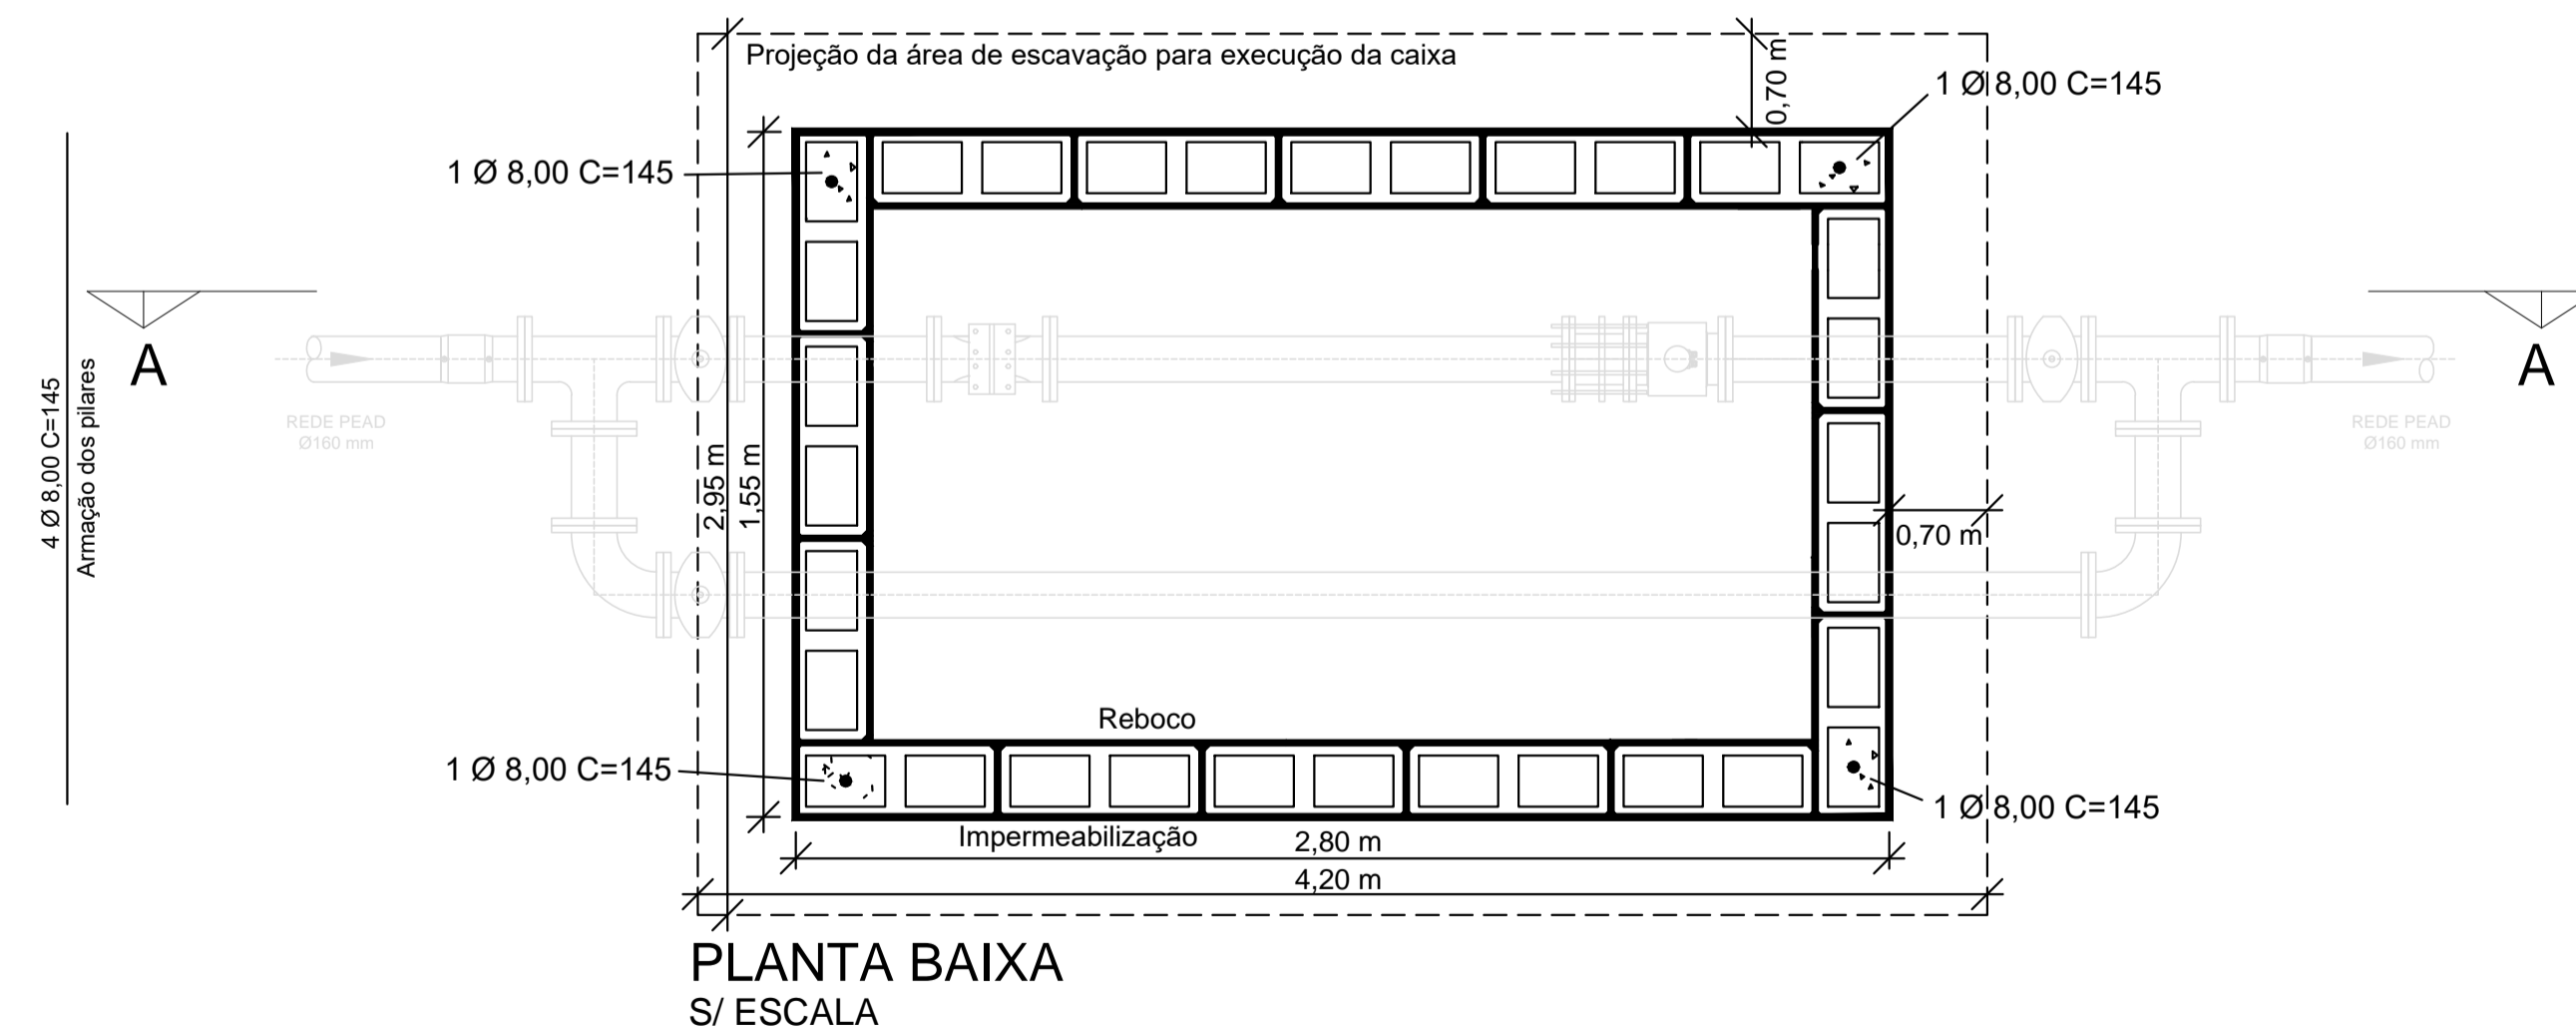 Projeção da área de escavação para execução da caixa
0,70 m
1 Ø 8,00 C=145
1 Ø 8,00 C=145
4 Ø 8,00 C=145
Armação dos pilares
A
A
REDE PEAD
Ø160 mm
REDE PEAD
Ø160 mm
2,95 m
1,55 m
0,70 m
Reboco
1 Ø 8,00 C=145
1 Ø 8,00 C=145
Impermeabilização
2,80 m
4,20 m
PLANTA BAIXA
S/ ESCALA